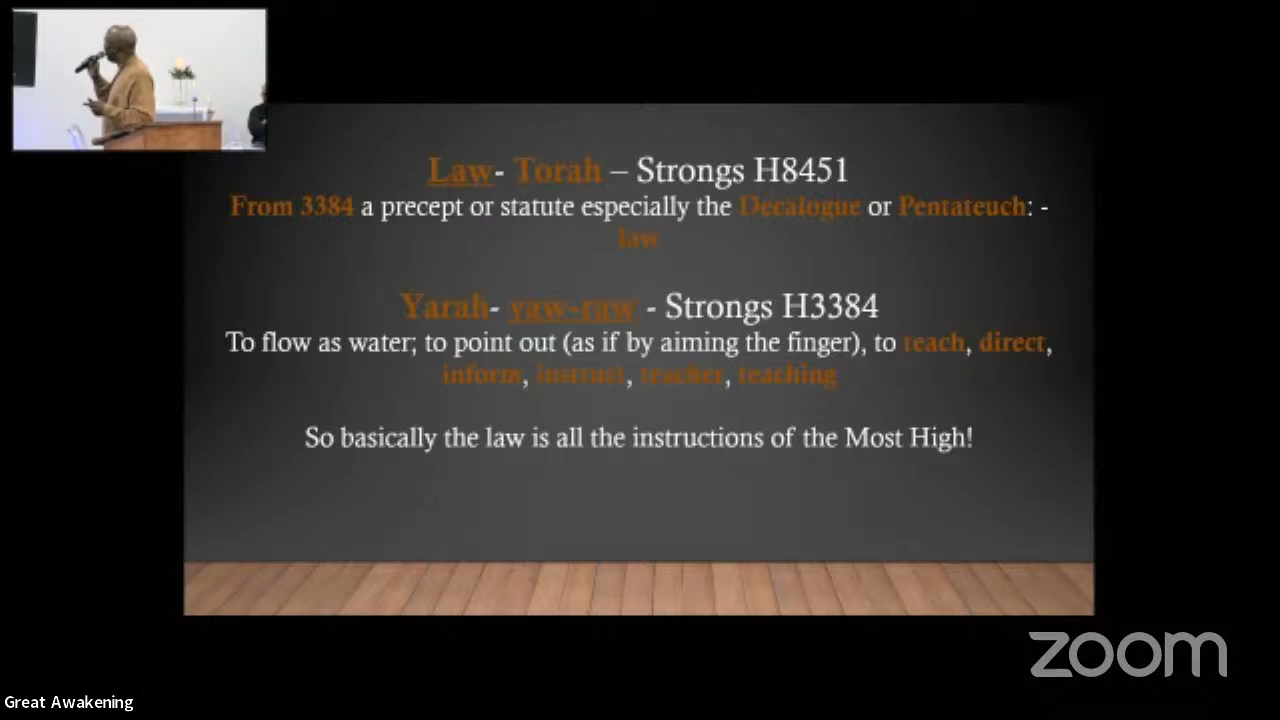 Law- Torah – Strongs H8451
From 3384 a precept or statute especially the Decalogue or Pentateuch: -
law
Yarah- yaw-raw - Strongs H3384
To flow as water; to point out (as if by aiming the finger), to teach, direct,
inform, instruct, teacher, teaching
So basically the law is all the instructions of the Most High!
zoom
Great Awakening